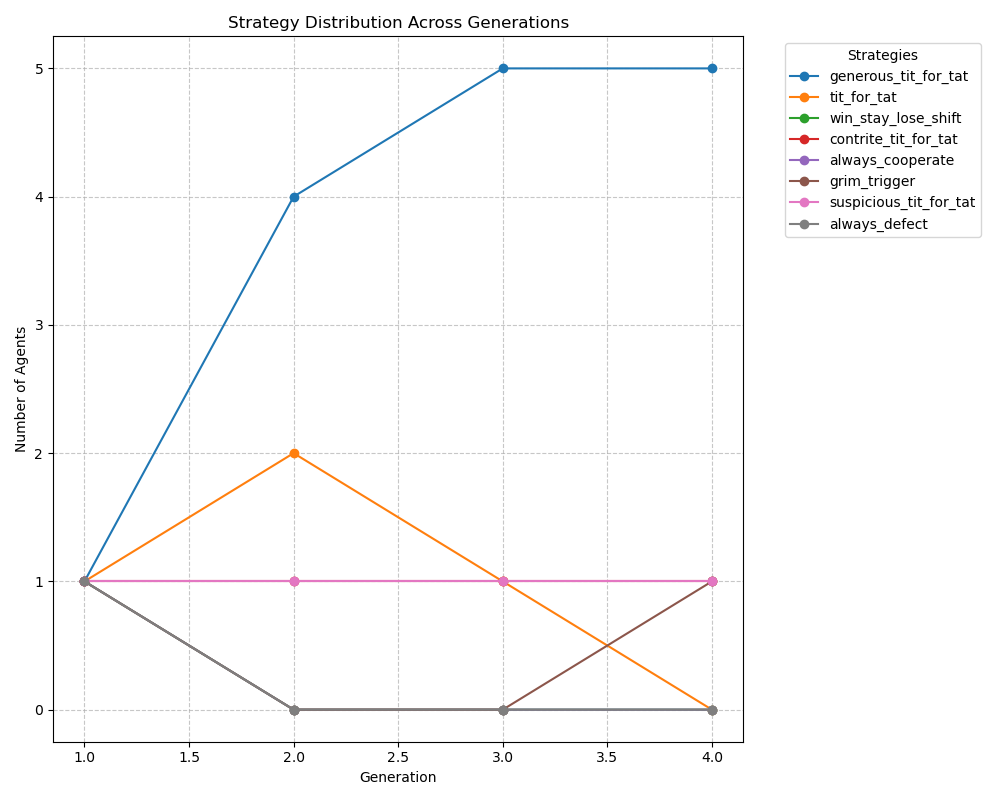 Strategy Distribution Across Generations
Strategies
generous_tit_for_tat
tit_for_tat
win_stay_lose_shift
contrite_tit_for_tat
always_cooperate
grim_trigger
suspicious_tit_for_tat
always_defect
Number of Agents
5
4
3
2
1
0
1.0 1.5 2.0 2.5 3.0 3.5 4.0
Generation